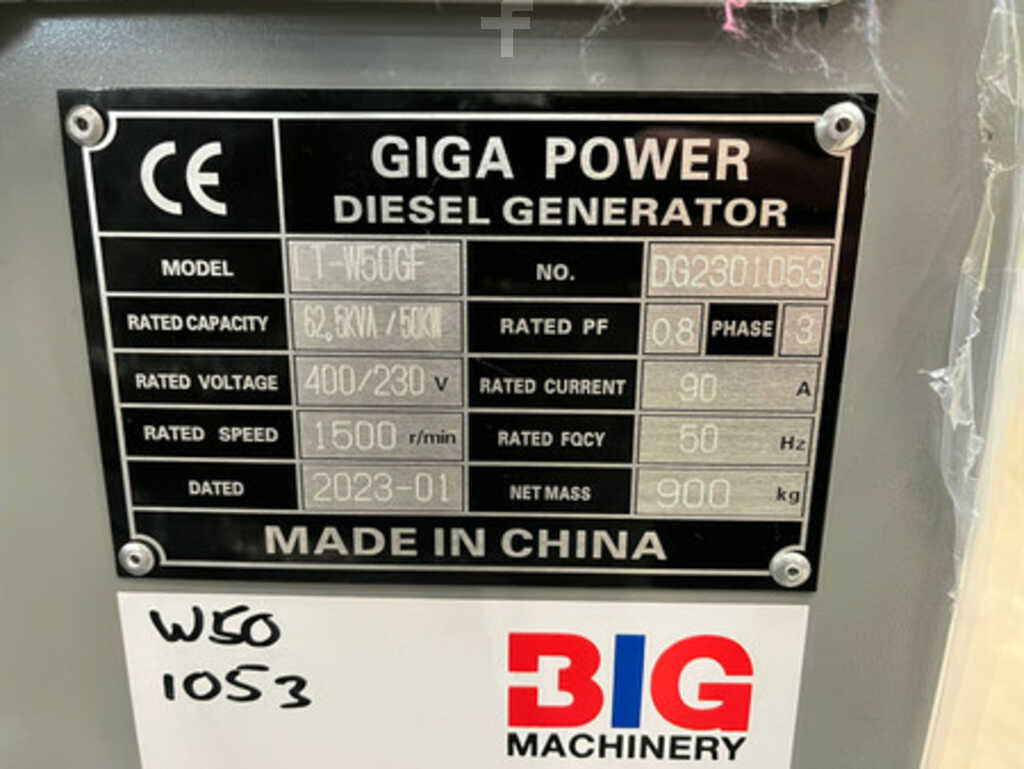 CE
GIGA POWER
DIESEL GENERATOR
MODEL LT-W50GF NO. DG2301053
RATED CAPACITY 62,5KVA/50KW RATED PF 0.8 PHASE 3
RATED VOLTAGE 400/230 V RATED CURRENT 90 A
RATED SPEED 1500 r/min RATED FQCY 50 Hz
DATED 2023-01 NET MASS 900 kg
MADE IN CHINA
W50
1053
BIG
MACHINERY